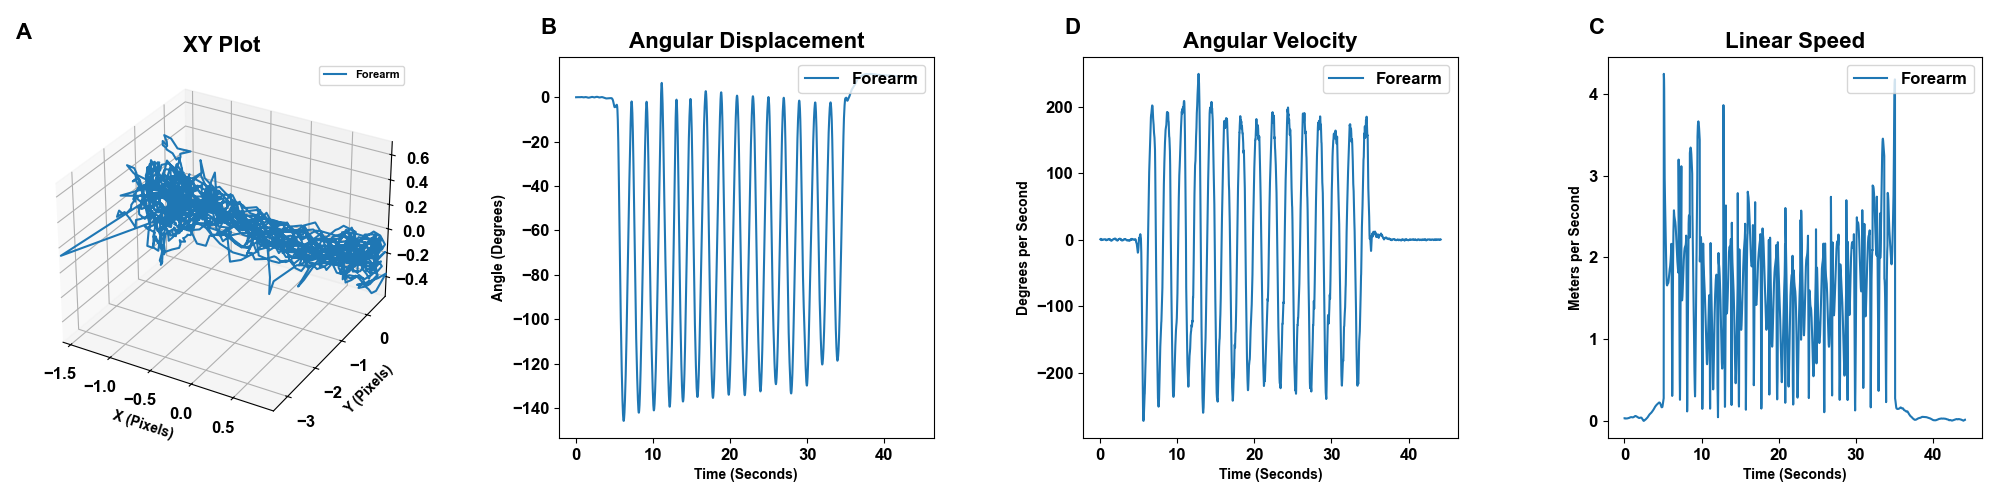 A
XY Plot
Forearm
0.6
0.4
0.2
0.0
−0.2
−0.4
0
−1
−2
−3
Y (Pixels)
−1.5
−1.0
−0.5
0.0
0.5
X (Pixels)
B
Angular Displacement
Forearm
0
−20
−40
−60
−80
−100
−120
−140
Angle (Degrees)
0 10 20 30 40
Time (Seconds)
D
Angular Velocity
Forearm
200
100
0
−100
−200
Degrees per Second
0 10 20 30 40
Time (Seconds)
C
Linear Speed
Forearm
4
3
2
1
0
Meters per Second
0 10 20 30 40
Time (Seconds)